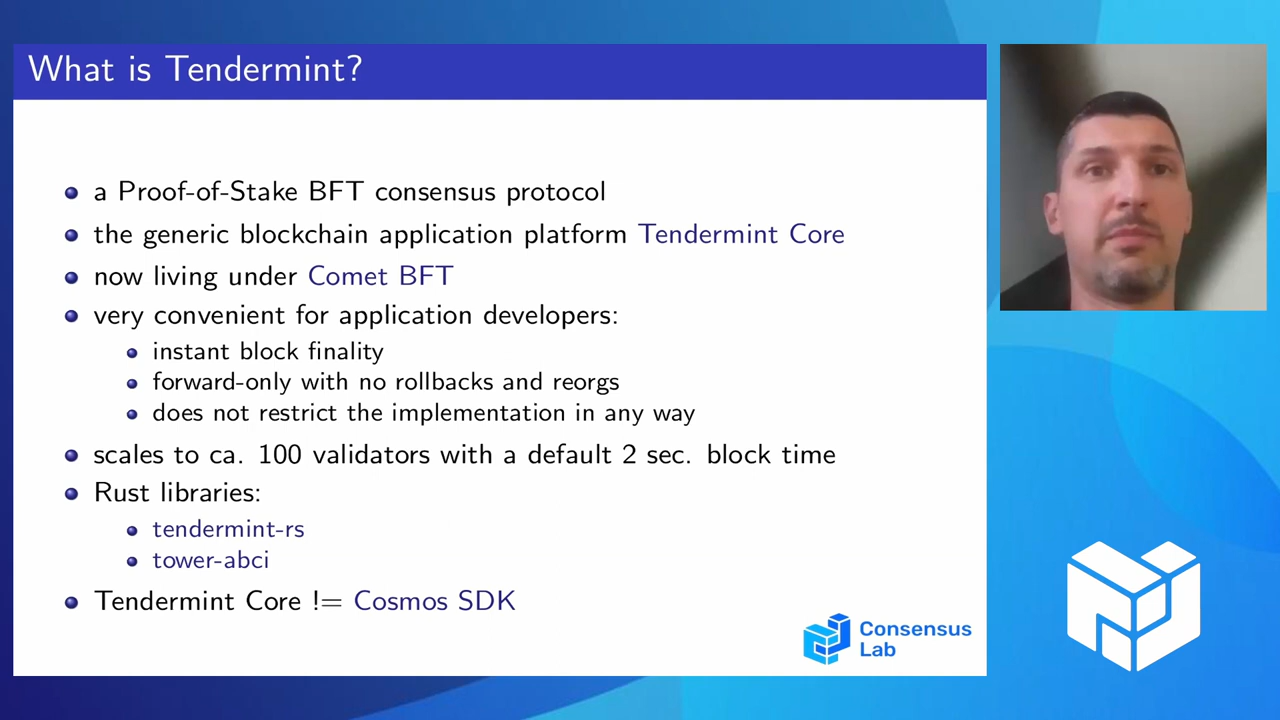 What is Tendermint?
a Proof-of-Stake BFT consensus protocol
the generic blockchain application platform Tendermint Core
now living under Comet BFT
very convenient for application developers:
instant block finality
forward-only with no rollbacks and reorgs
does not restrict the implementation in any way
scales to ca. 100 validators with a default 2 sec. block time
Rust libraries:
tendermint-rs
tower-abci
Tendermint Core != Cosmos SDK
Consensus
Lab